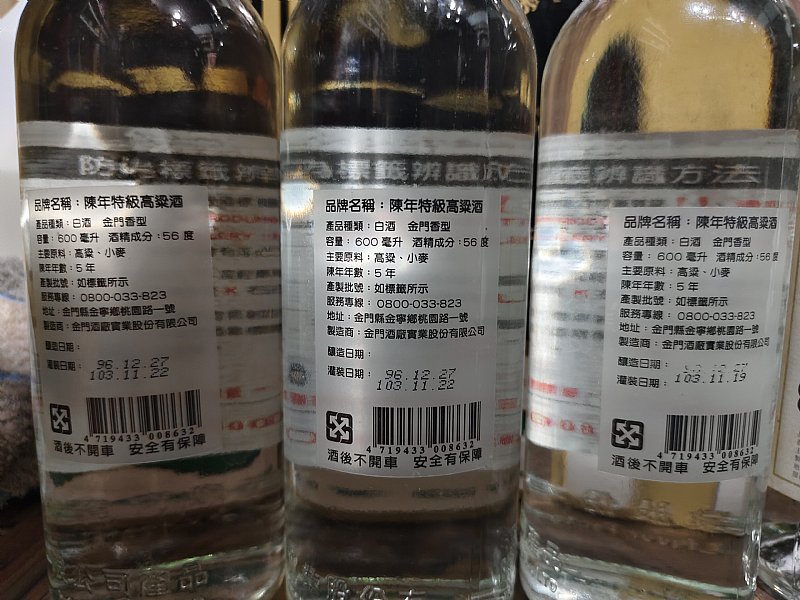 防伪標籤辨
品牌名稱：陳年特級高粱酒
產品種類：白酒　金門香型
容量：600 毫升　酒精成分：56 度
主要原料：高粱、小麥
陳年年數：5 年
產製批號：如標籤所示
服務專線：0800-033-823
地址：金門縣金寧鄉桃園路一號
製造商：金門酒廠實業股份有限公司
釀造日期：
96.12.27
灌裝日期：
103.11.22
4 719433 008632
酒後不開車　安全有保障
公司產品
標籤辨識方
品牌名稱：陳年特級高粱酒
產品種類：白酒　金門香型
容量：600 毫升　酒精成分：56 度
主要原料：高粱、小麥
陳年年數：5 年
產製批號：如標籤所示
服務專線：0800-033-823
地址：金門縣金寧鄉桃園路一號
製造商：金門酒廠實業股份有限公司
釀造日期：
96.12.27
灌裝日期：
103.11.22
4 719433 008632
酒後不開車　安全有保障
股份有
辨識方法
品牌名稱：陳年特級高粱酒
產品種類：白酒　金門香型
容量：600 毫升　酒精成分：56 度
主要原料：高粱、小麥
陳年年數：5 年
產製批號：如標籤所示
服務專線：0800-033-823
地址：金門縣金寧鄉桃園路一號
製造商：金門酒廠實業股份有限公司
釀造日期：
灌裝日期：
103.11.19
4 719433 008632
酒後不開車　安全有保障